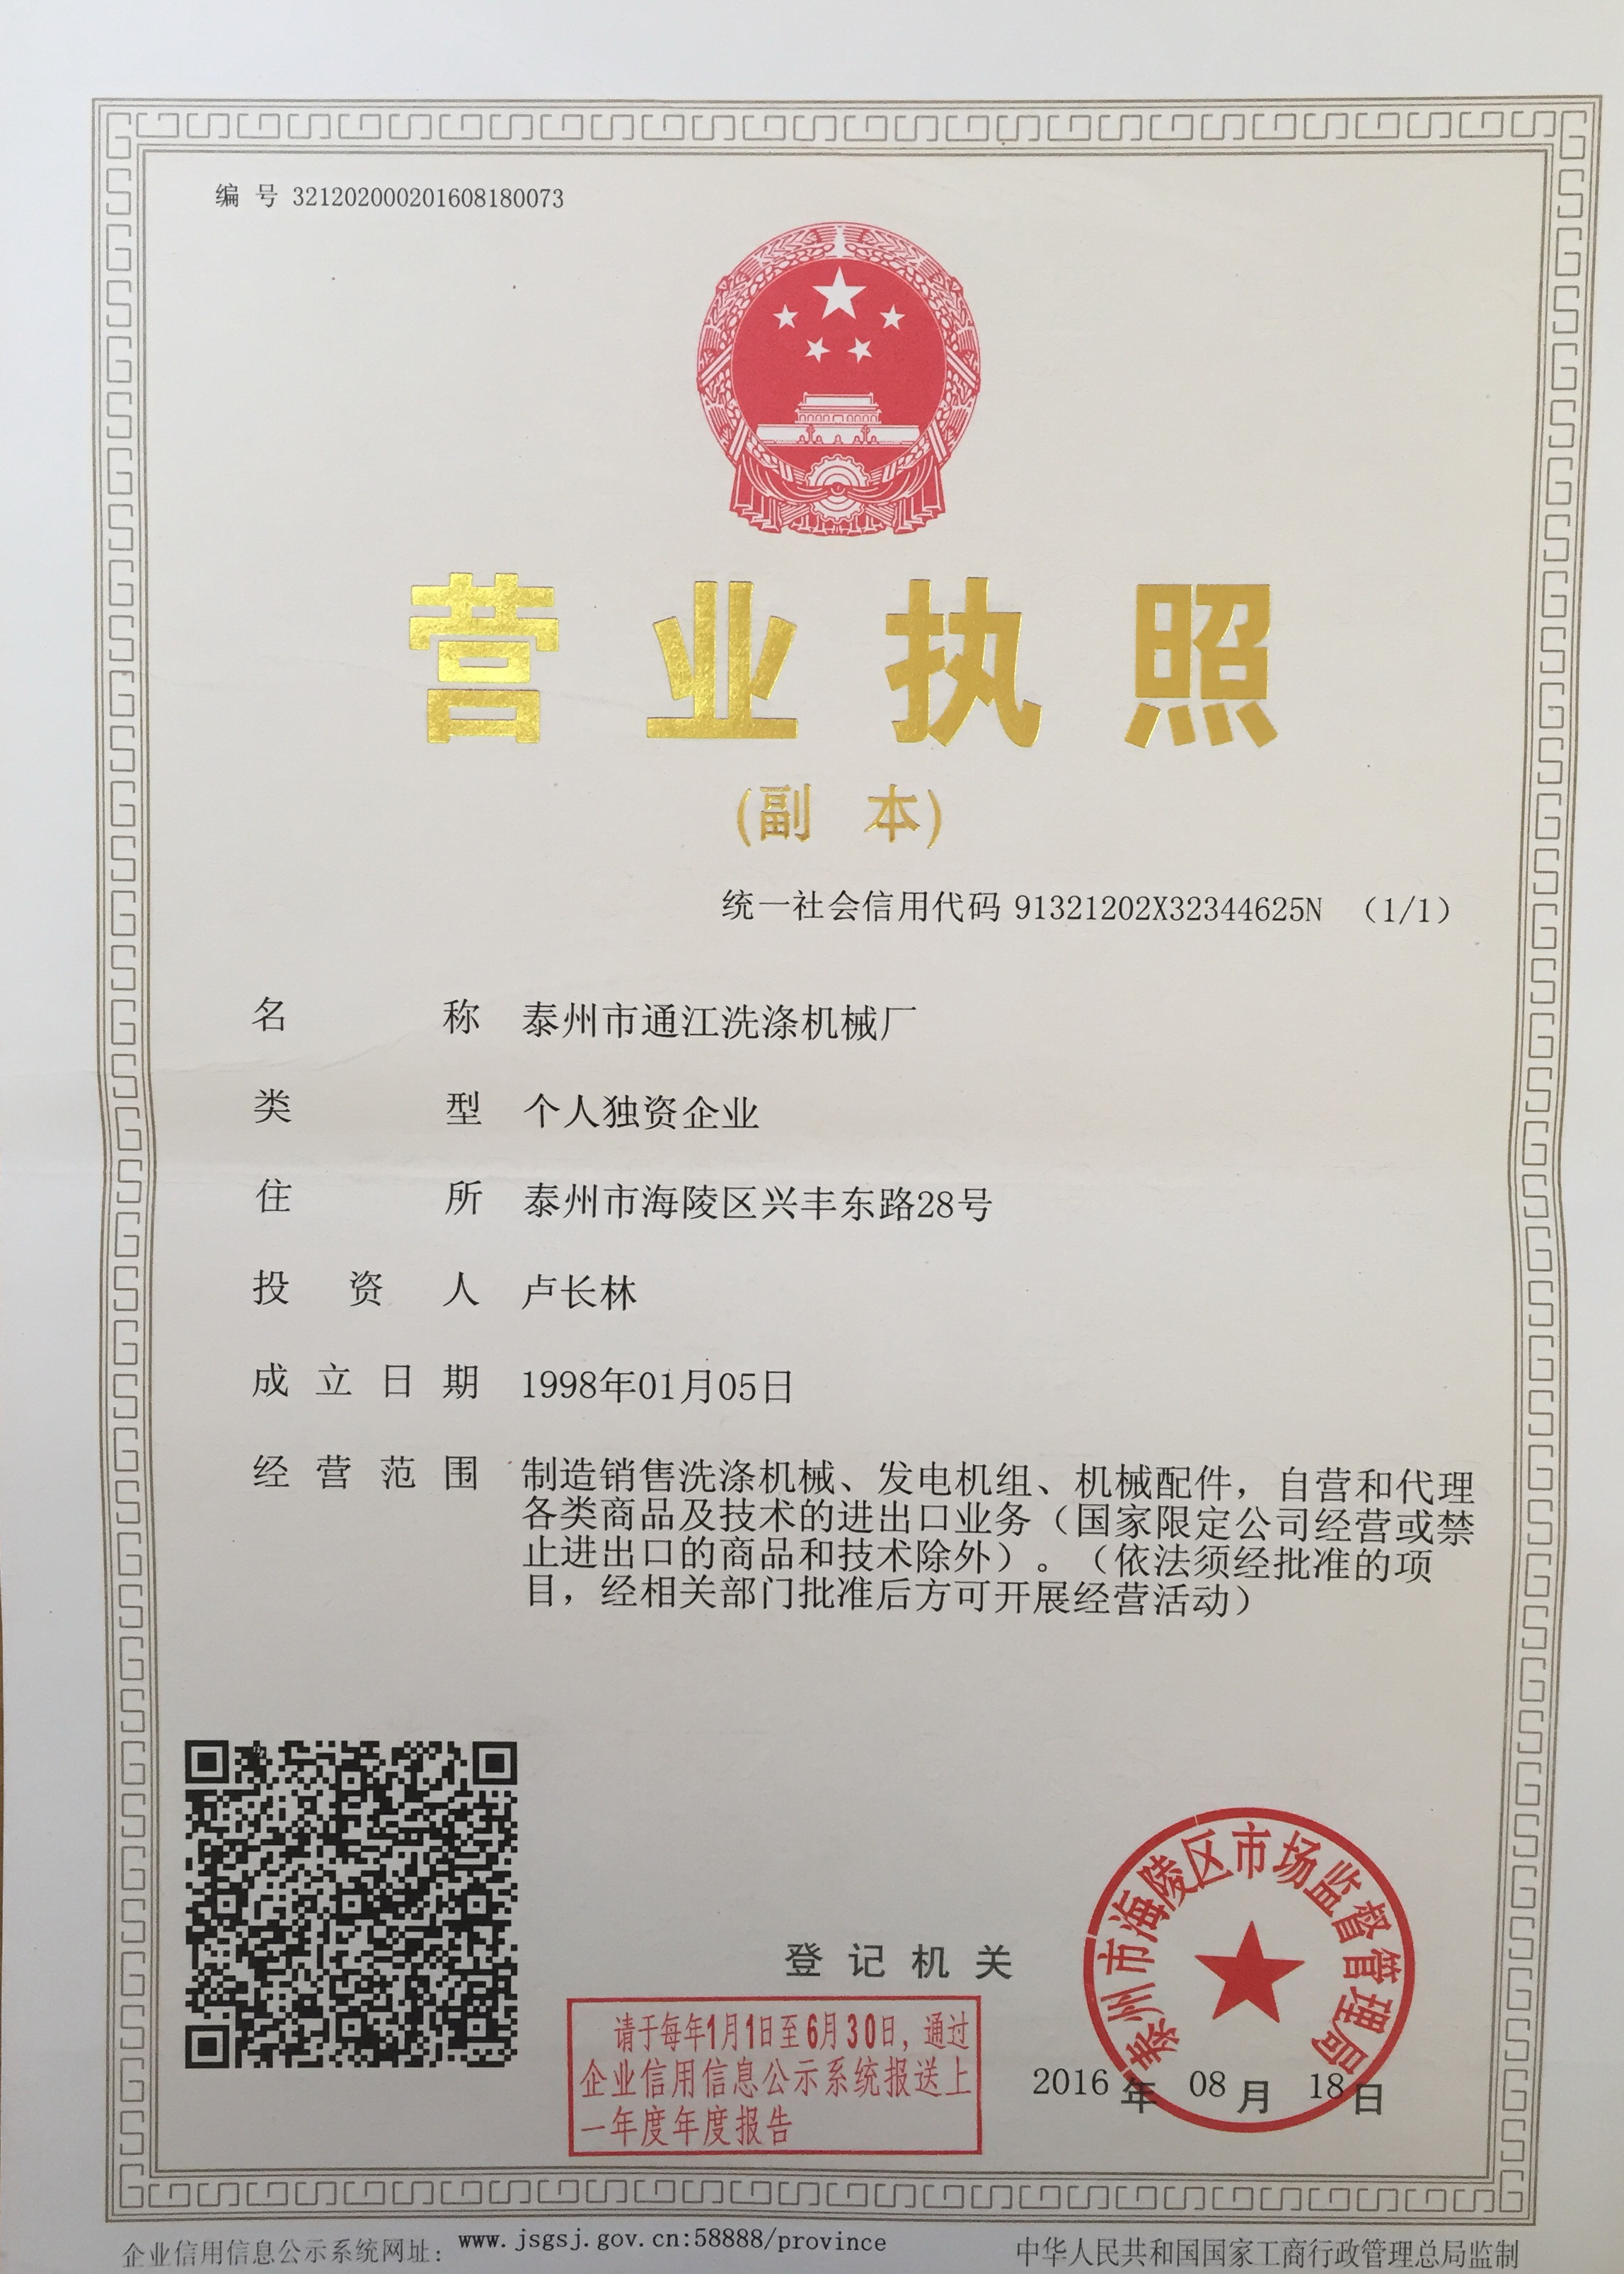 编 号 321202000201608180073
营业执照
(副 本)
统一社会信用代码 91321202X32344625N （1/1）
名 称 泰州市通江洗涤机械厂
类 型 个人独资企业
住 所 泰州市海陵区兴丰东路28号
投 资 人 卢长林
成 立 日 期 1998年01月05日
经 营 范 围 制造销售洗涤机械、发电机组、机械配件，自营和代理
各类商品及技术的进出口业务（国家限定公司经营或禁
止进出口的商品和技术除外）。（依法须经批准的项
目，经相关部门批准后方可开展经营活动）
登 记 机 关
泰州市海陵区市场监督管理局
请于每年1月1日至6月30日，通过
企业信用信息公示系统报送上
一年度年度报告
2016 年 08 月 18 日
企业信用信息公示系统网址： www.jsgsj.gov.cn:58888/province
中华人民共和国国家工商行政管理总局监制